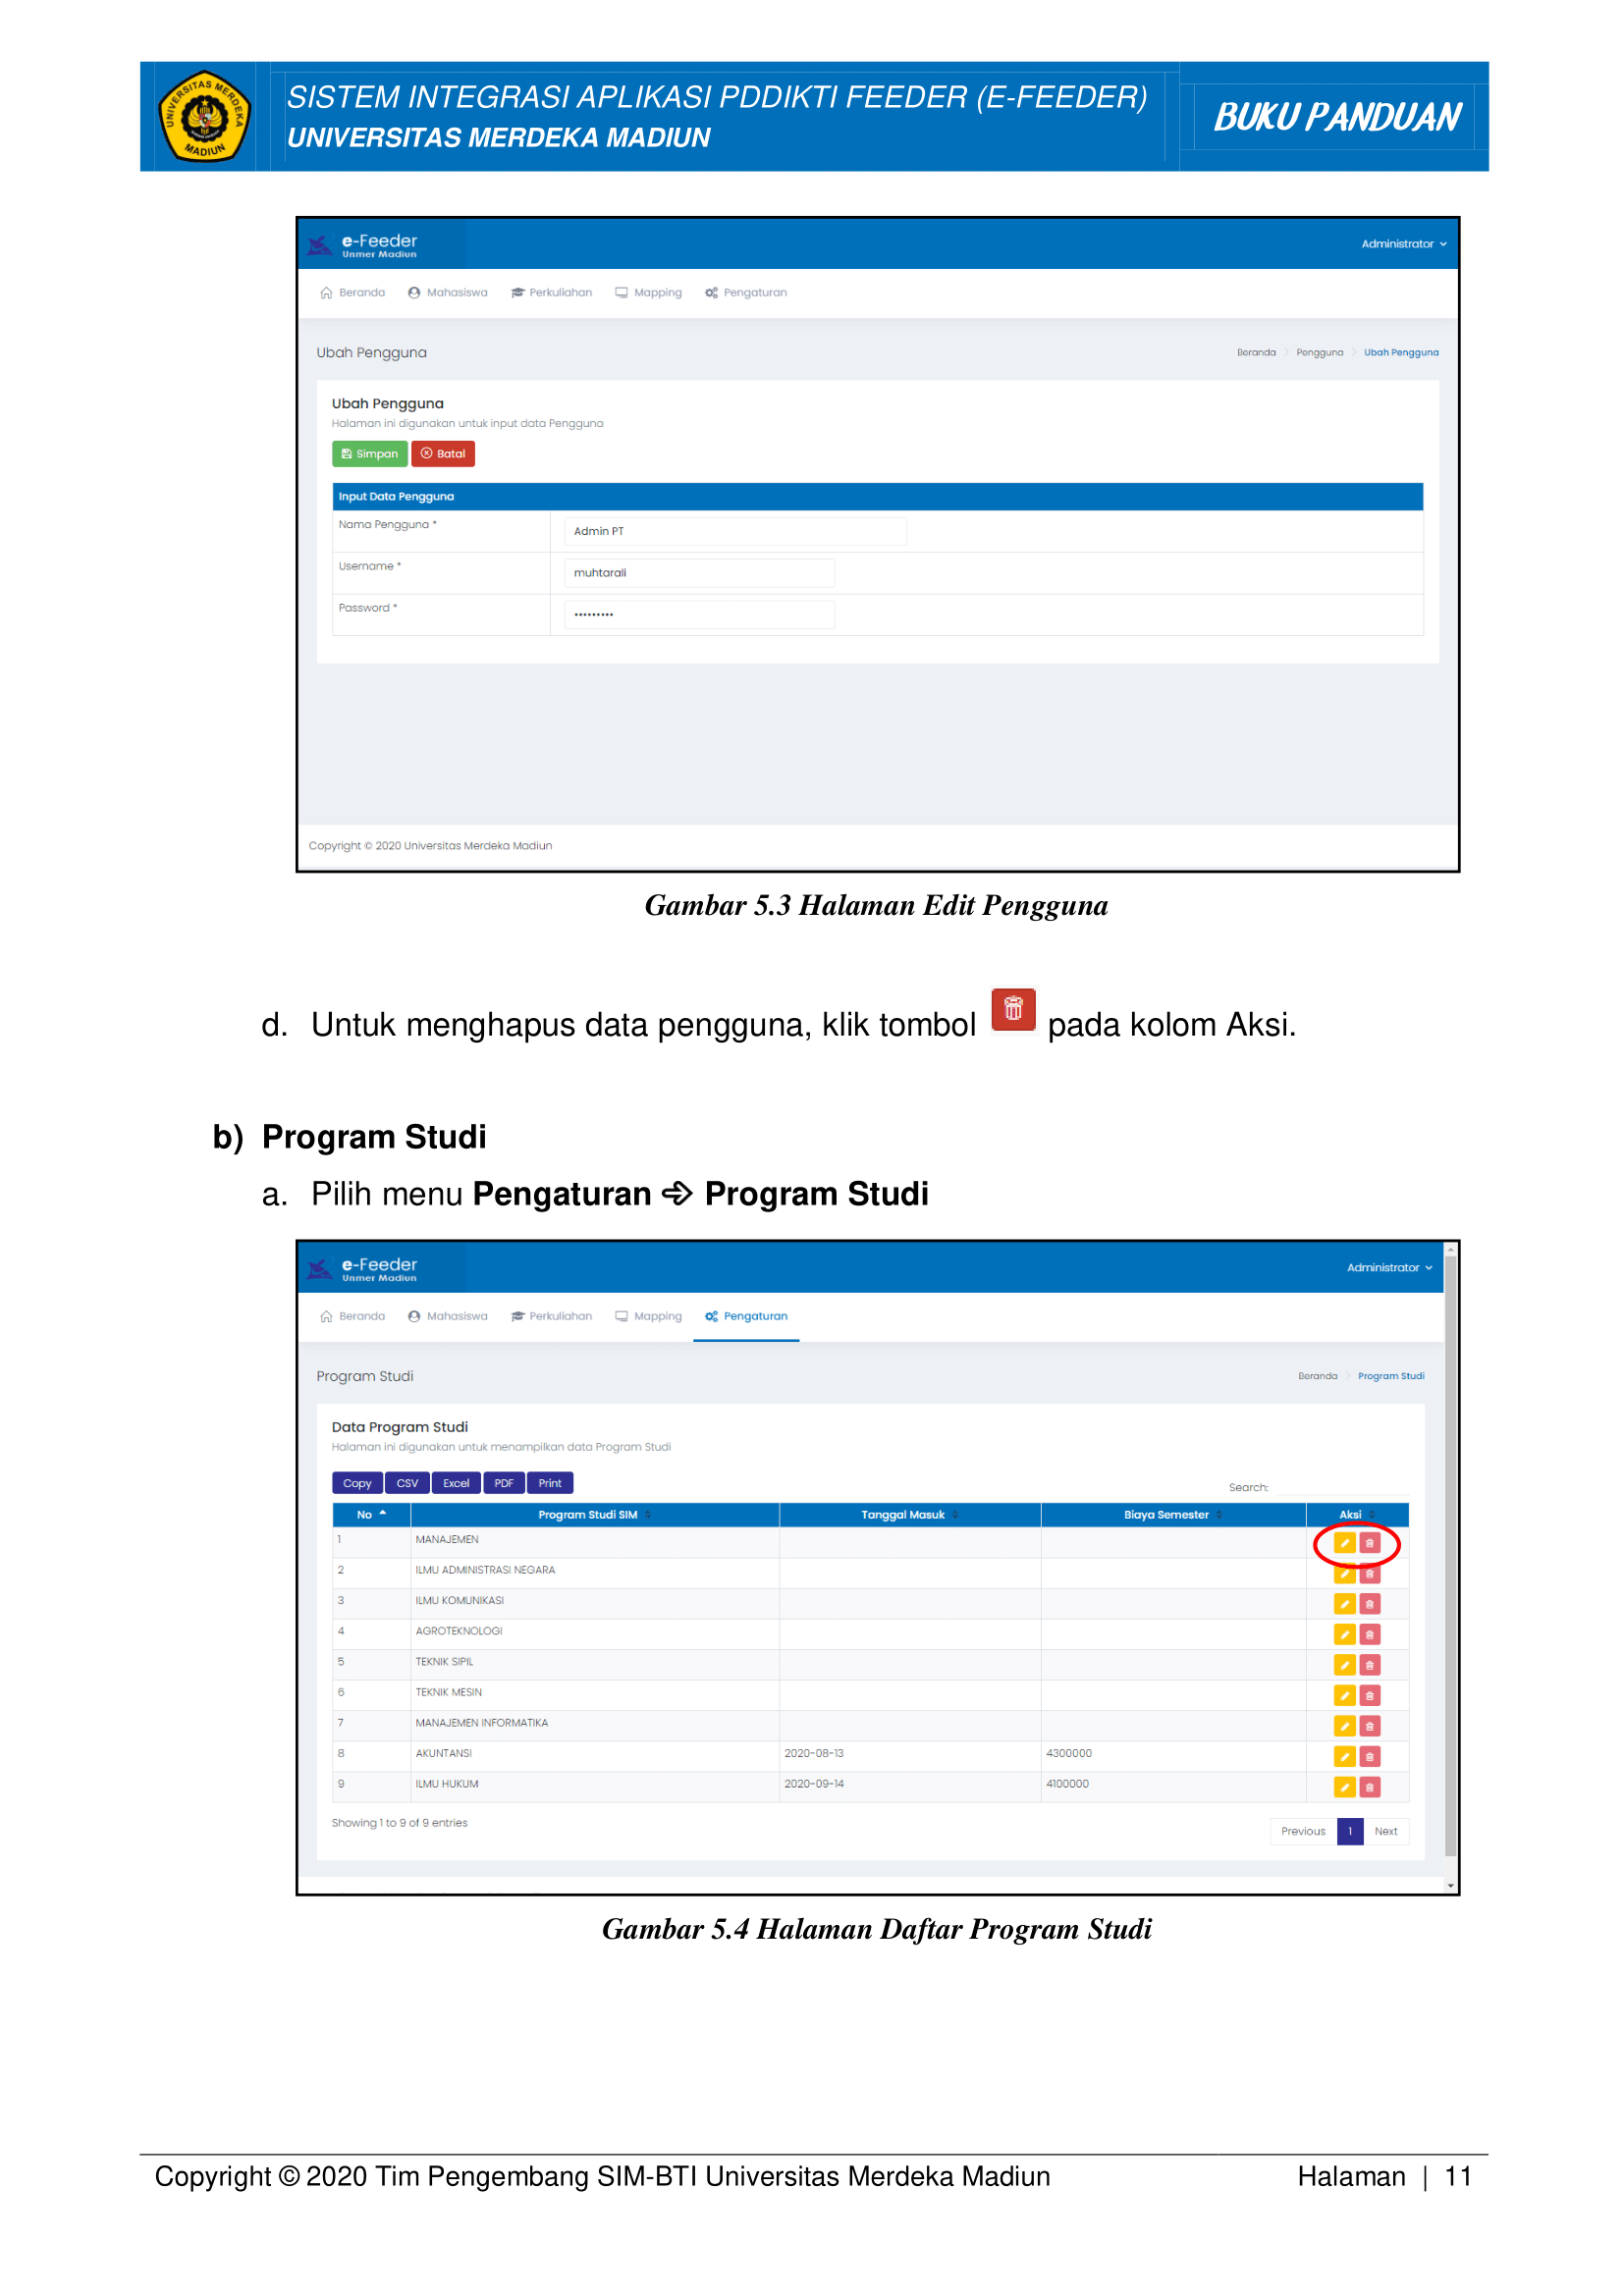 UNIVERSITAS MERDEKA
MADIUN
SISTEM INTEGRASI APLIKASI PDDIKTI FEEDER (E-FEEDER)
UNIVERSITAS MERDEKA MADIUN
BUKU PANDUAN
e-Feeder
Unmer Madiun
Administrator
Beranda Mahasiswa Perkuliahan Mapping Pengaturan
Ubah Pengguna
Beranda > Pengguna > Ubah Pengguna
Ubah Pengguna
Halaman ini digunakan untuk input data Pengguna
Simpan Batal
Input Data Pengguna
Nama Pengguna * Admin PT
Username * muhtarali
Password * •••••••••
Copyright © 2020 Universitas Merdeka Madiun
Gambar 5.3 Halaman Edit Pengguna
d. Untuk menghapus data pengguna, klik tombol pada kolom Aksi.
b) Program Studi
a. Pilih menu Pengaturan ➩ Program Studi
e-Feeder
Unmer Madiun
Administrator
Beranda Mahasiswa Perkuliahan Mapping Pengaturan
Program Studi
Beranda > Program Studi
Data Program Studi
Halaman ini digunakan untuk menampilkan data Program Studi
Copy CSV Excel PDF Print
Search:
No Program Studi SIM Tanggal Masuk Biaya Semester Aksi
1 MANAJEMEN
2 ILMU ADMINISTRASI NEGARA
3 ILMU KOMUNIKASI
4 AGROTEKNOLOGI
5 TEKNIK SIPIL
6 TEKNIK MESIN
7 MANAJEMEN INFORMATIKA
8 AKUNTANSI 2020-08-13 4300000
9 ILMU HUKUM 2020-09-14 4100000
Showing 1 to 9 of 9 entries
Previous 1 Next
Gambar 5.4 Halaman Daftar Program Studi
Copyright © 2020 Tim Pengembang SIM-BTI Universitas Merdeka Madiun
Halaman | 11